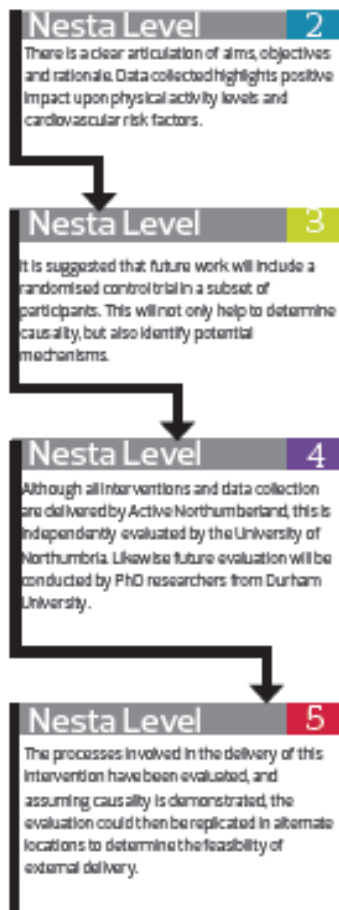 Nesta Level 2
There is a clear articulation of aims, objectives
and rationale. Data collected highlights positive
impact upon physical activity levels and
cardiovascular risk factors.
Nesta Level 3
It is suggested that future work will include a
randomised control trial in a subset of
participants. This will not only help to determine
causality, but also identify potential
mechanisms.
Nesta Level 4
Although all interventions and data collection
are delivered by Active Northumberland, this is
independently evaluated by the University of
Northumbria. Likewise future evaluation will be
conducted by PhD researchers from Durham
University.
Nesta Level 5
The processes involved in the delivery of this
intervention have been evaluated, and
assuming causality is demonstrated, the
evaluation could then be replicated in alternate
locations to determine the feasibility of
external delivery.